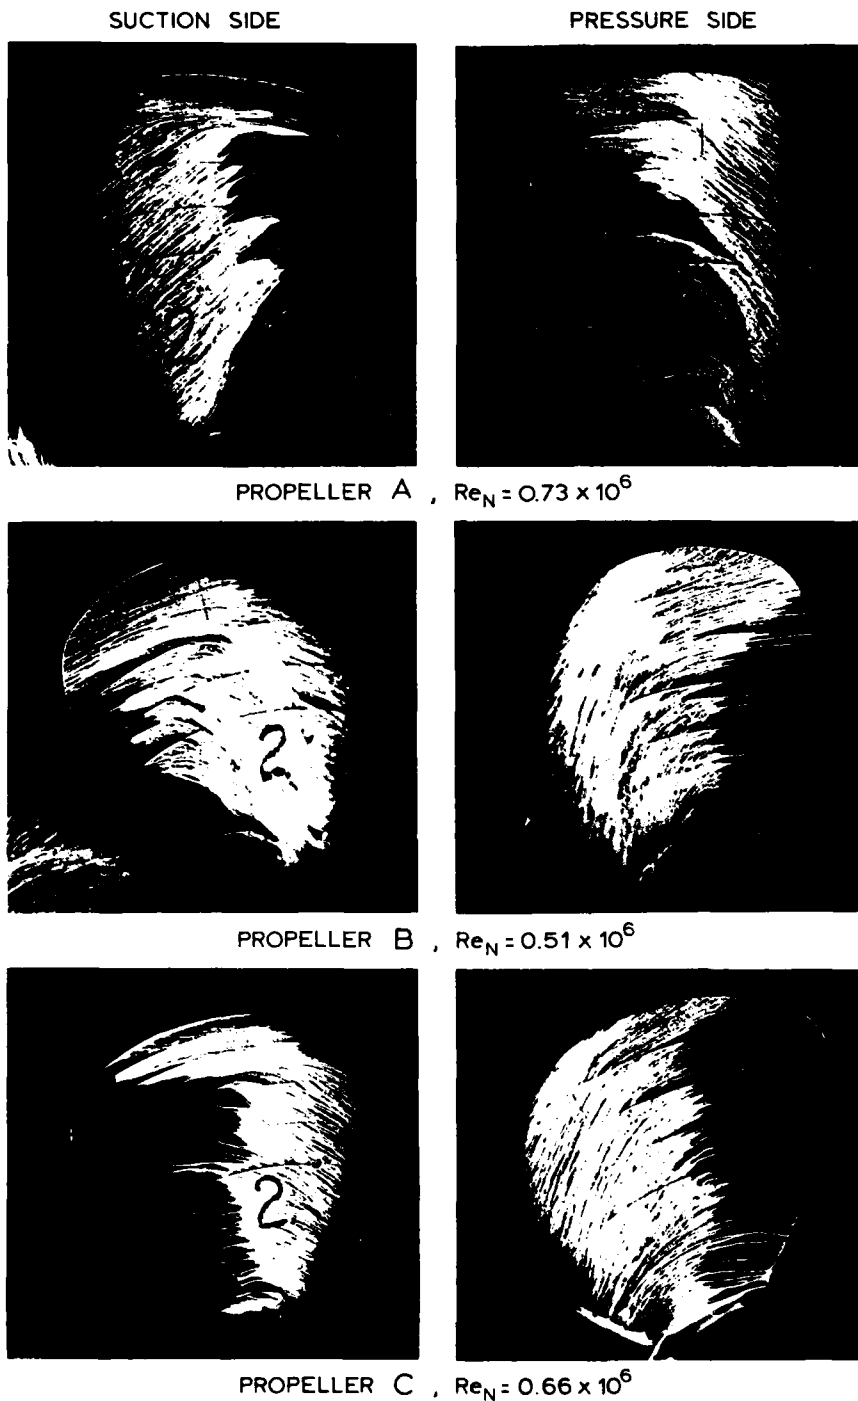 SUCTION SIDE PRESSURE SIDE
PROPELLER A , Re_N = 0.73 x 10^6
2
PROPELLER B , Re_N = 0.51 x 10^6
2
PROPELLER C , Re_N = 0.66 x 10^6